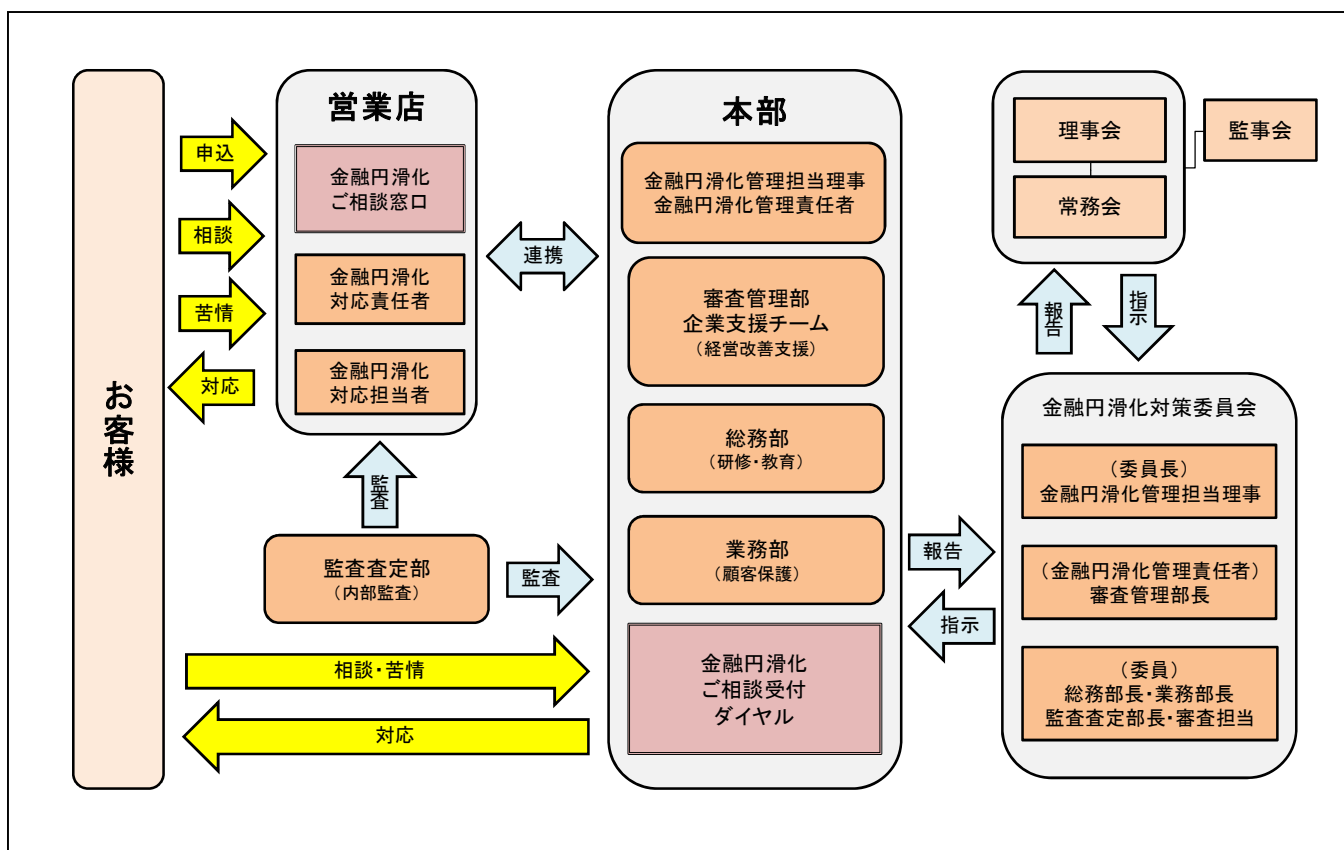 お客様
申込
相談
苦情
対応
営業店
金融円滑化
ご相談窓口
金融円滑化
対応責任者
金融円滑化
対応担当者
連携
監査
監査査定部
（内部監査）
監査
相談・苦情
対応
本部
金融円滑化管理担当理事
金融円滑化管理責任者
審査管理部
企業支援チーム
（経営改善支援）
総務部
（研修・教育）
業務部
（顧客保護）
金融円滑化
ご相談受付
ダイヤル
報告
指示
理事会
常務会
監事会
報告
指示
金融円滑化対策委員会
（委員長）
金融円滑化管理担当理事
（金融円滑化管理責任者）
審査管理部長
（委員）
総務部長・業務部長
監査査定部長・審査担当